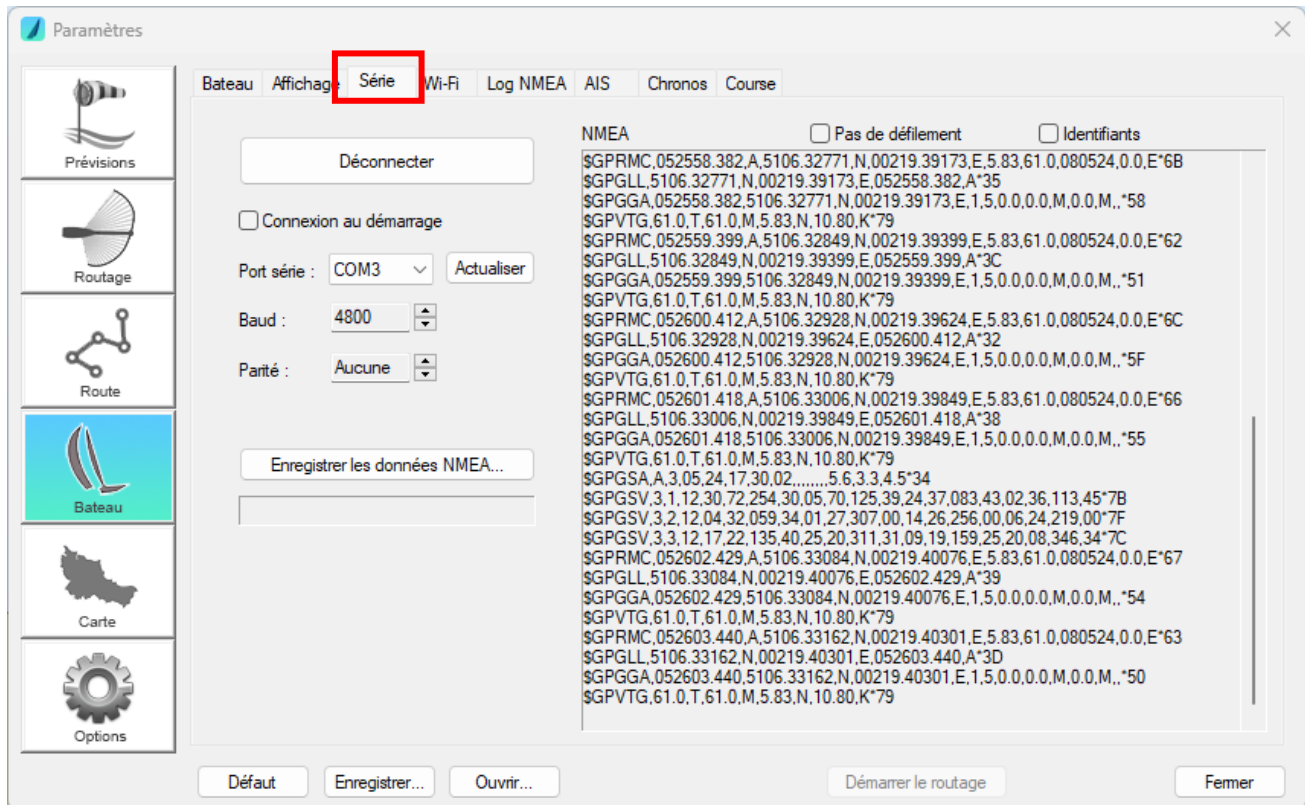 Paramètres
Prévisions
Routage
Route
Bateau
Carte
Options
Bateau Affichage Série Wi-Fi Log NMEA AIS Chronos Course
Déconnecter
Connexion au démarrage
Port série : COM3 Actualiser
Baud : 4800
Parité : Aucune
Enregistrer les données NMEA...
NMEA Pas de défilement Identifiants
$GPRMC,052558.382,A,5106.32771,N,00219.39173,E,5.83,61.0,080524,0.0,E*6B
$GPGLL,5106.32771,N,00219.39173,E,052558.382,A*35
$GPGGA,052558.382,5106.32771,N,00219.39173,E,1,5,0.0,0.0,M,0.0,M,,*58
$GPVTG,61.0,T,61.0,M,5.83,N,10.80,K*79
$GPRMC,052559.399,A,5106.32849,N,00219.39399,E,5.83,61.0,080524,0.0,E*62
$GPGLL,5106.32849,N,00219.39399,E,052559.399,A*3C
$GPGGA,052559.399,5106.32849,N,00219.39399,E,1,5,0.0,0.0,M,0.0,M,,*51
$GPVTG,61.0,T,61.0,M,5.83,N,10.80,K*79
$GPRMC,052600.412,A,5106.32928,N,00219.39624,E,5.83,61.0,080524,0.0,E*6C
$GPGLL,5106.32928,N,00219.39624,E,052600.412,A*32
$GPGGA,052600.412,5106.32928,N,00219.39624,E,1,5,0.0,0.0,M,0.0,M,,*5F
$GPVTG,61.0,T,61.0,M,5.83,N,10.80,K*79
$GPRMC,052601.418,A,5106.33006,N,00219.39849,E,5.83,61.0,080524,0.0,E*66
$GPGLL,5106.33006,N,00219.39849,E,052601.418,A*38
$GPGGA,052601.418,5106.33006,N,00219.39849,E,1,5,0.0,0.0,M,0.0,M,,*55
$GPVTG,61.0,T,61.0,M,5.83,N,10.80,K*79
$GPGSA,A,3,05,24,17,30,02,,,,,,,,5.6,3.3,4.5*34
$GPGSV,3,1,12,30,72,254,30,05,70,125,39,24,37,083,43,02,36,113,45*7B
$GPGSV,3,2,12,04,32,059,34,01,27,307,00,14,26,256,00,06,24,219,00*7F
$GPGSV,3,3,12,17,22,135,40,25,20,311,31,09,19,159,25,20,08,346,34*7C
$GPRMC,052602.429,A,5106.33084,N,00219.40076,E,5.83,61.0,080524,0.0,E*67
$GPGLL,5106.33084,N,00219.40076,E,052602.429,A*39
$GPGGA,052602.429,5106.33084,N,00219.40076,E,1,5,0.0,0.0,M,0.0,M,,*54
$GPVTG,61.0,T,61.0,M,5.83,N,10.80,K*79
$GPRMC,052603.440,A,5106.33162,N,00219.40301,E,5.83,61.0,080524,0.0,E*63
$GPGLL,5106.33162,N,00219.40301,E,052603.440,A*3D
$GPGGA,052603.440,5106.33162,N,00219.40301,E,1,5,0.0,0.0,M,0.0,M,,*50
$GPVTG,61.0,T,61.0,M,5.83,N,10.80,K*79
Défaut Enregistrer... Ouvrir... Démarrer le routage Fermer